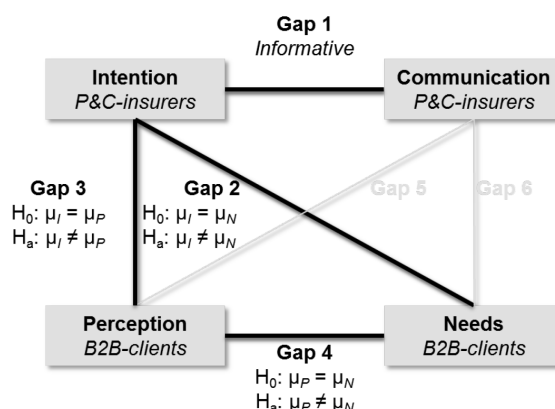 Gap 1
Informative
Intention
P&C-insurers
Communication
P&C-insurers
Gap 3
H₀: μI = μP
Hₐ: μI ≠ μP
Gap 2
H₀: μI = μN
Hₐ: μI ≠ μN
Gap 5
Gap 6
Perception
B2B-clients
Needs
B2B-clients
Gap 4
H₀: μP = μN
Hₐ: μP ≠ μN